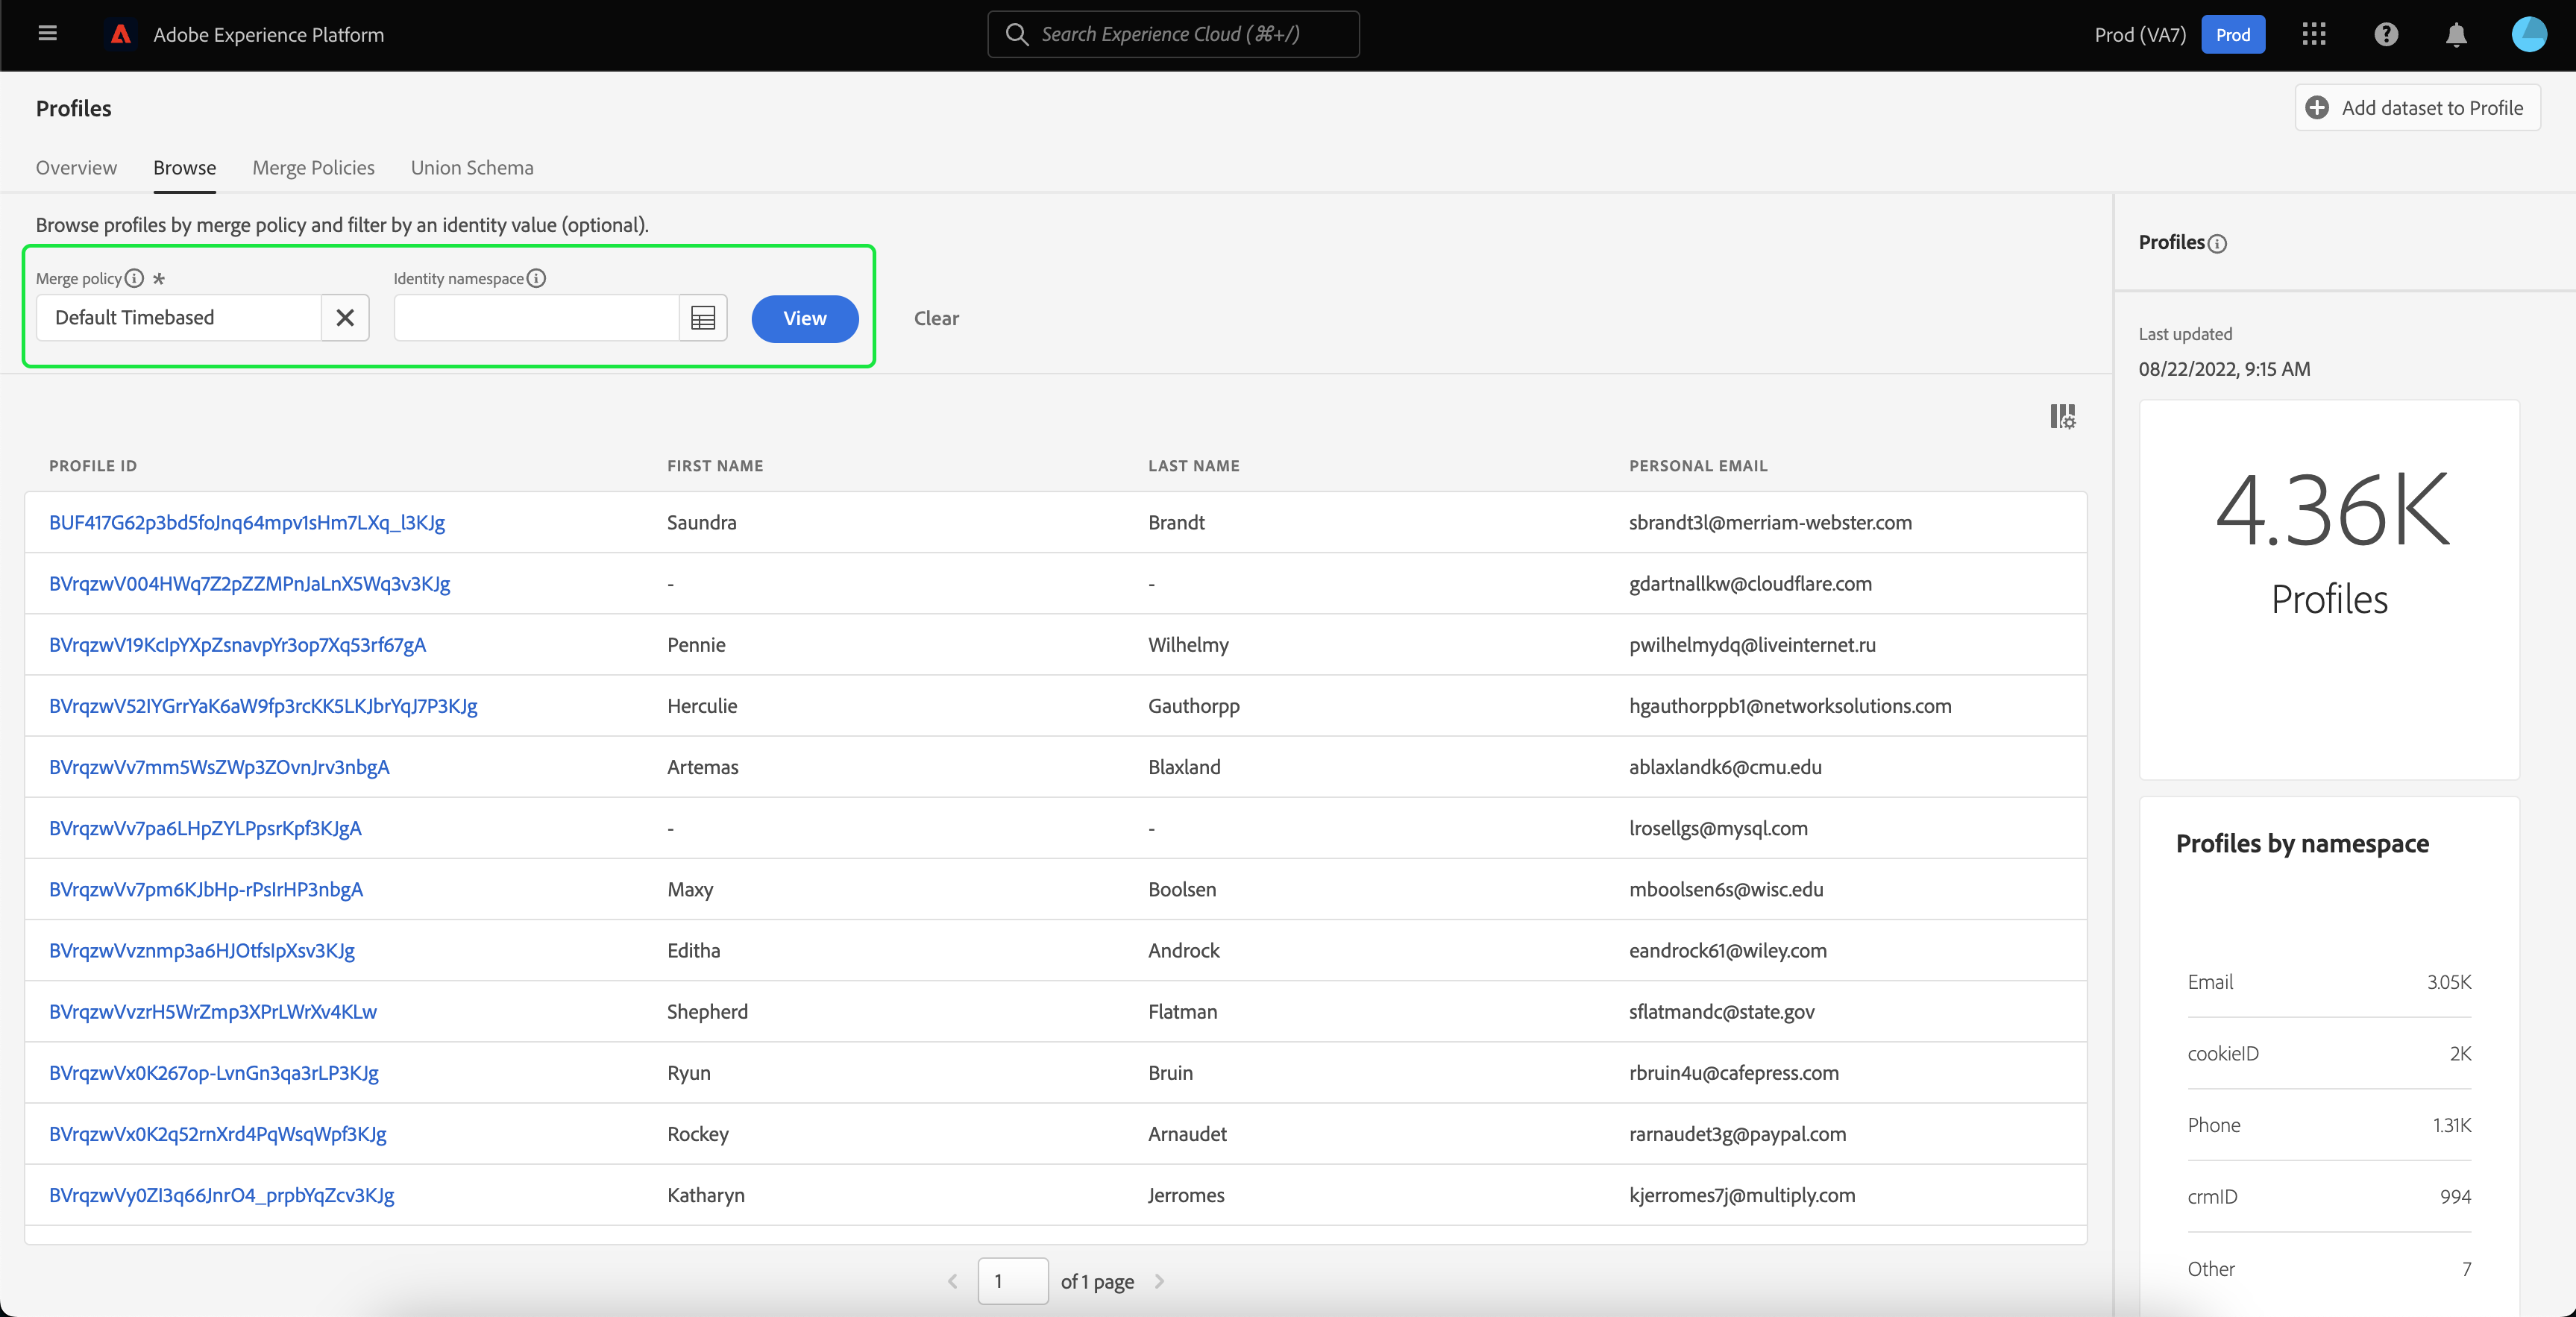 Adobe Experience Platform
Search Experience Cloud (⌘+/)
Prod (VA7) Prod
Profiles
Add dataset to Profile
Overview Browse Merge Policies Union Schema
Browse profiles by merge policy and filter by an identity value (optional).
Merge policy * Identity namespace
Default Timebased View Clear
PROFILE ID FIRST NAME LAST NAME PERSONAL EMAIL
BUF417G62p3bd5foJnq64mpv1sHm7LXq_l3KJg Saundra Brandt sbrandt3l@merriam-webster.com
BVrqzwV004HWq7Z2pZZMPnJaLnX5Wq3v3KJg - - gdartnallkw@cloudflare.com
BVrqzwV19KcIpYXpZsnavpYr3op7Xq53rf67gA Pennie Wilhelmy pwilhelmydq@liveinternet.ru
BVrqzwV52IYGrrYaK6aW9fp3rcKK5LKJbrYqJ7P3KJg Herculie Gauthorpp hgauthorppb1@networksolutions.com
BVrqzwVv7mm5WsZWp3ZOvnJrv3nbgA Artemas Blaxland ablaxlandk6@cmu.edu
BVrqzwVv7pa6LHpZYLPpsrKpf3KJgA - - lrosellgs@mysql.com
BVrqzwVv7pm6KJbHp-rPsIrHP3nbgA Maxy Boolsen mboolsen6s@wisc.edu
BVrqzwVvznmp3a6HJOtfsIpXsv3KJg Editha Androck eandrock61@wiley.com
BVrqzwVvzrH5WrZmp3XPrLWrXv4KLw Shepherd Flatman sflatmandc@state.gov
BVrqzwVx0K267op-LvnGn3qa3rLP3KJg Ryun Bruin rbruin4u@cafepress.com
BVrqzwVx0K2q52rnXrd4PqWsqWpf3KJg Rockey Arnaudet rarnaudet3g@paypal.com
BVrqzwVy0ZI3q66JnrO4_prpbYqZcv3KJg Katharyn Jerromes kjerromes7j@multiply.com
1 of 1 page
Profiles
Last updated
08/22/2022, 9:15 AM
4.36K
Profiles
Profiles by namespace
Email 3.05K
cookieID 2K
Phone 1.31K
crmID 994
Other 7